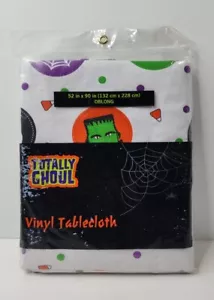 52 in x 90 in (132 cm x 228 cm)
OBLONG
TOTALLY
GHOUL
Vinyl Tablecloth